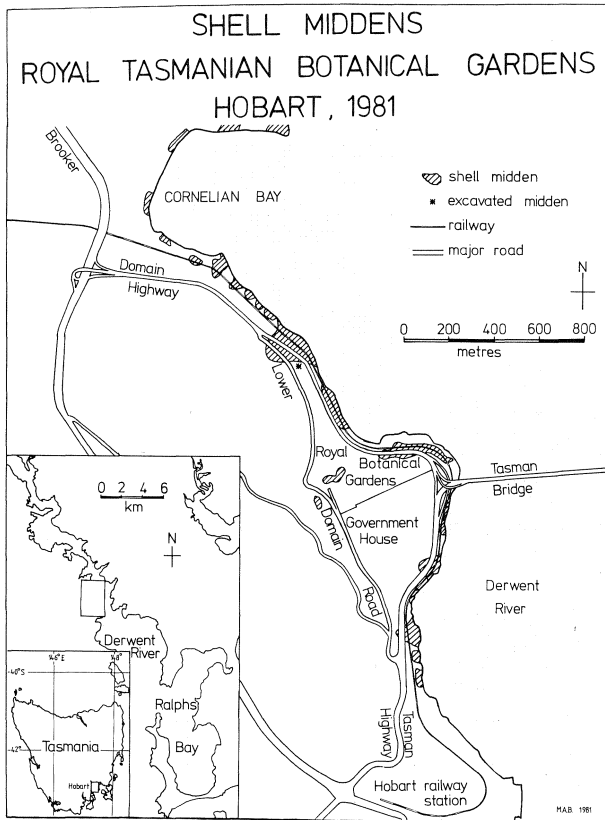 SHELL MIDDENS
ROYAL TASMANIAN BOTANICAL GARDENS
HOBART, 1981
Brooker
CORNELIAN BAY
shell midden
excavated midden
railway
major road
N
0 200 400 600 800
metres
Domain
Highway
Lower
Royal
Botanical
Gardens
Tasman
Bridge
Domain
Government
House
Road
Derwent
River
Tasman
Highway
Hobart railway
station
M.A.B. 1981
0 2 4 6
km
N
Derwent
River
Ralphs
Bay
146°E 148°
-40°S
-42°
Tasmania
Hobart